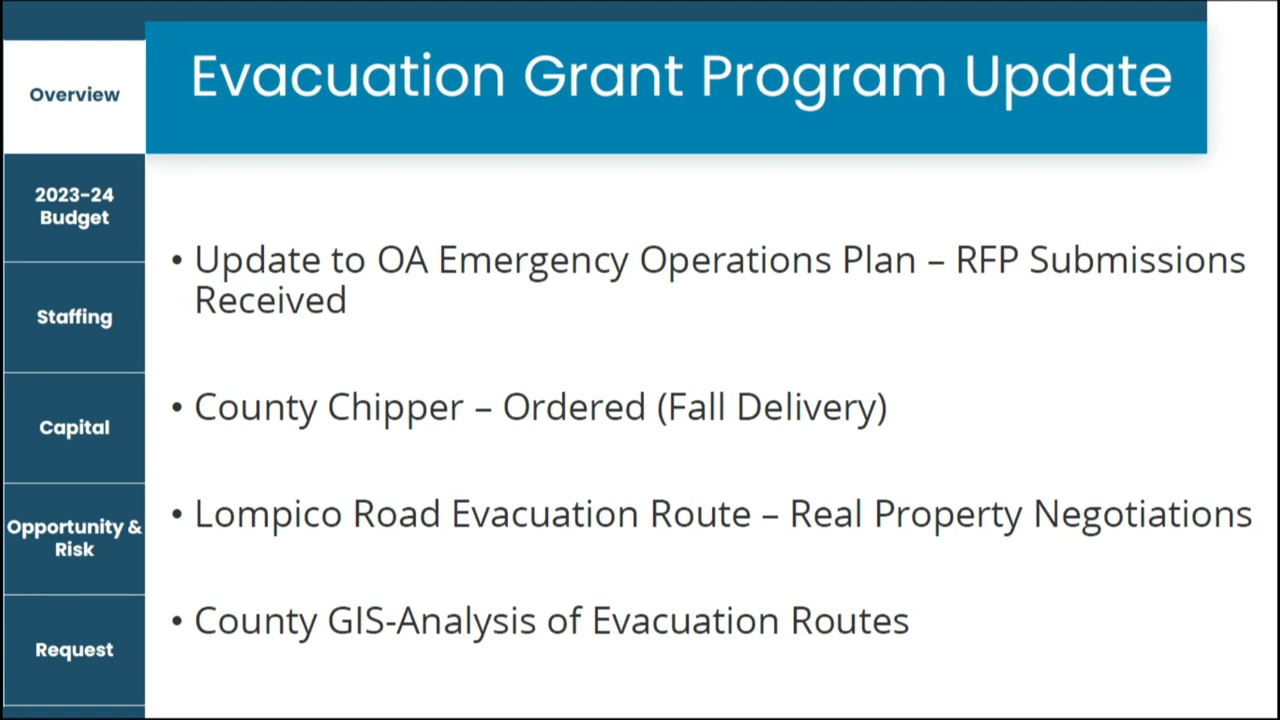 Evacuation Grant Program Update
Overview
2023-24
Budget
Staffing
Capital
Opportunity &
Risk
Request
• Update to OA Emergency Operations Plan – RFP Submissions
Received
• County Chipper – Ordered (Fall Delivery)
• Lompico Road Evacuation Route – Real Property Negotiations
• County GIS-Analysis of Evacuation Routes